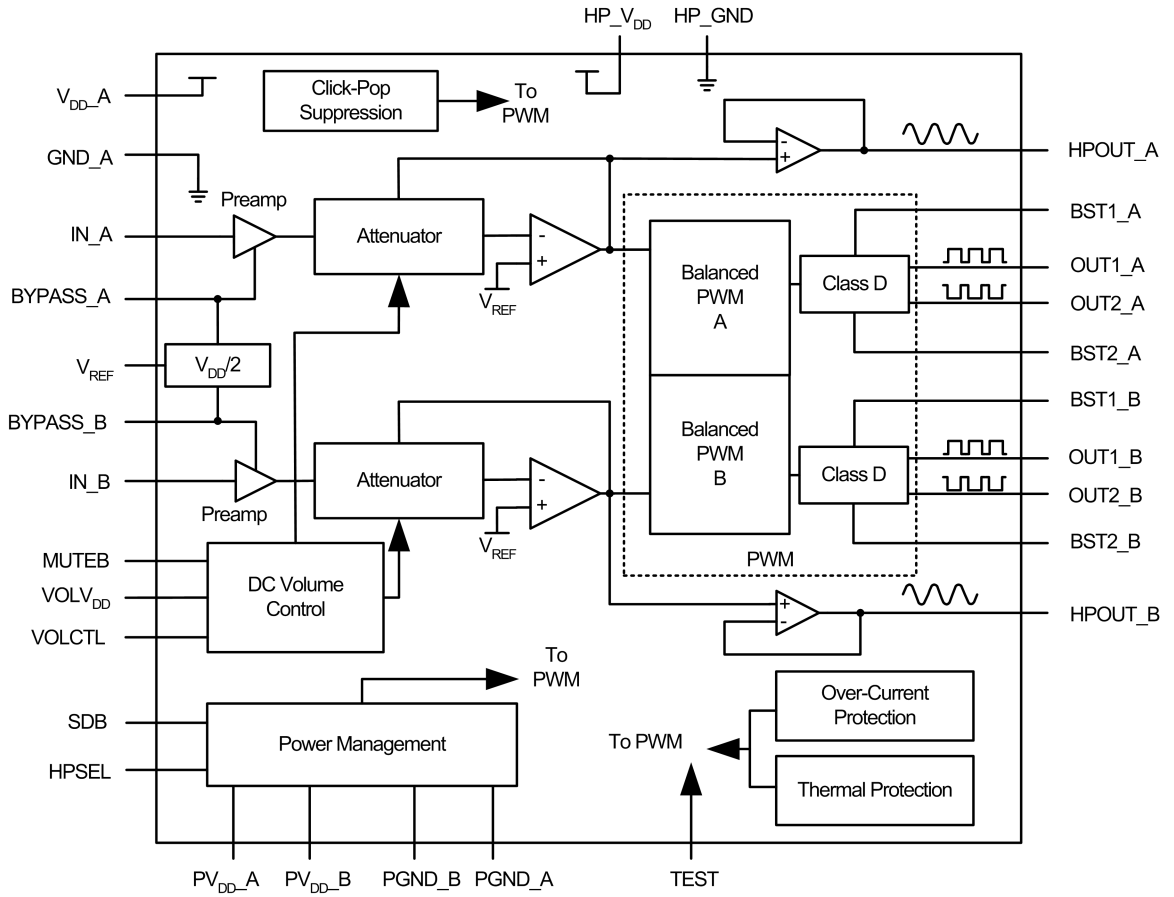 HP_VDD
HP_GND
VDD_A
Click-Pop
Suppression
To
PWM
GND_A
HPOUT_A
Preamp
BST1_A
IN_A
Attenuator
-
+
-
+
VREF
Balanced
PWM
A
Class D
OUT1_A
OUT2_A
BYPASS_A
VREF
VDD/2
BST2_A
BYPASS_B
BST1_B
Balanced
PWM
B
IN_B
Preamp
Attenuator
-
+
VREF
Class D
OUT1_B
OUT2_B
BST2_B
PWM
MUTEB
VOLVDD
VOLCTL
DC Volume
Control
+
-
HPOUT_B
To
PWM
SDB
HPSEL
Power Management
To PWM
Over-Current
Protection
Thermal Protection
PVDD_A
PVDD_B
PGND_B
PGND_A
TEST